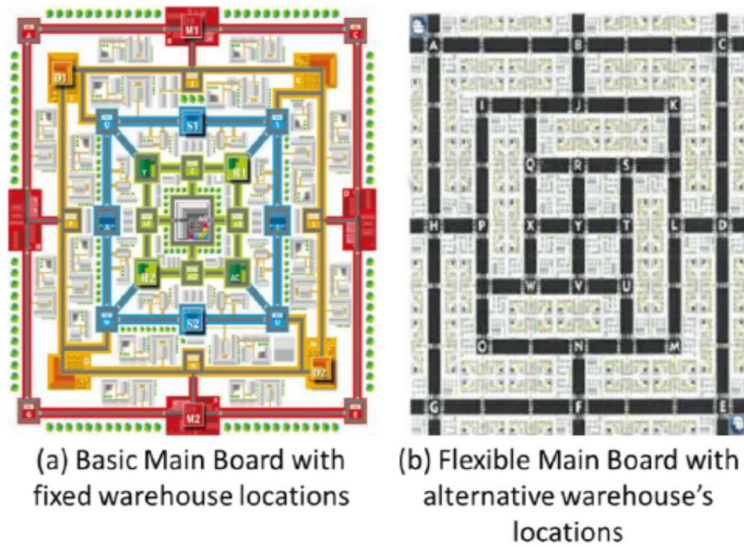 A M1 C
D1
Q S1 S
Y R1
H D
R2 AC
W S2 U
D2
G M2 E
A B C
I J K
Q R S
H P X Y T L D
W V U
O N M
G F E
(a) Basic Main Board with
fixed warehouse locations
(b) Flexible Main Board with
alternative warehouse's
locations